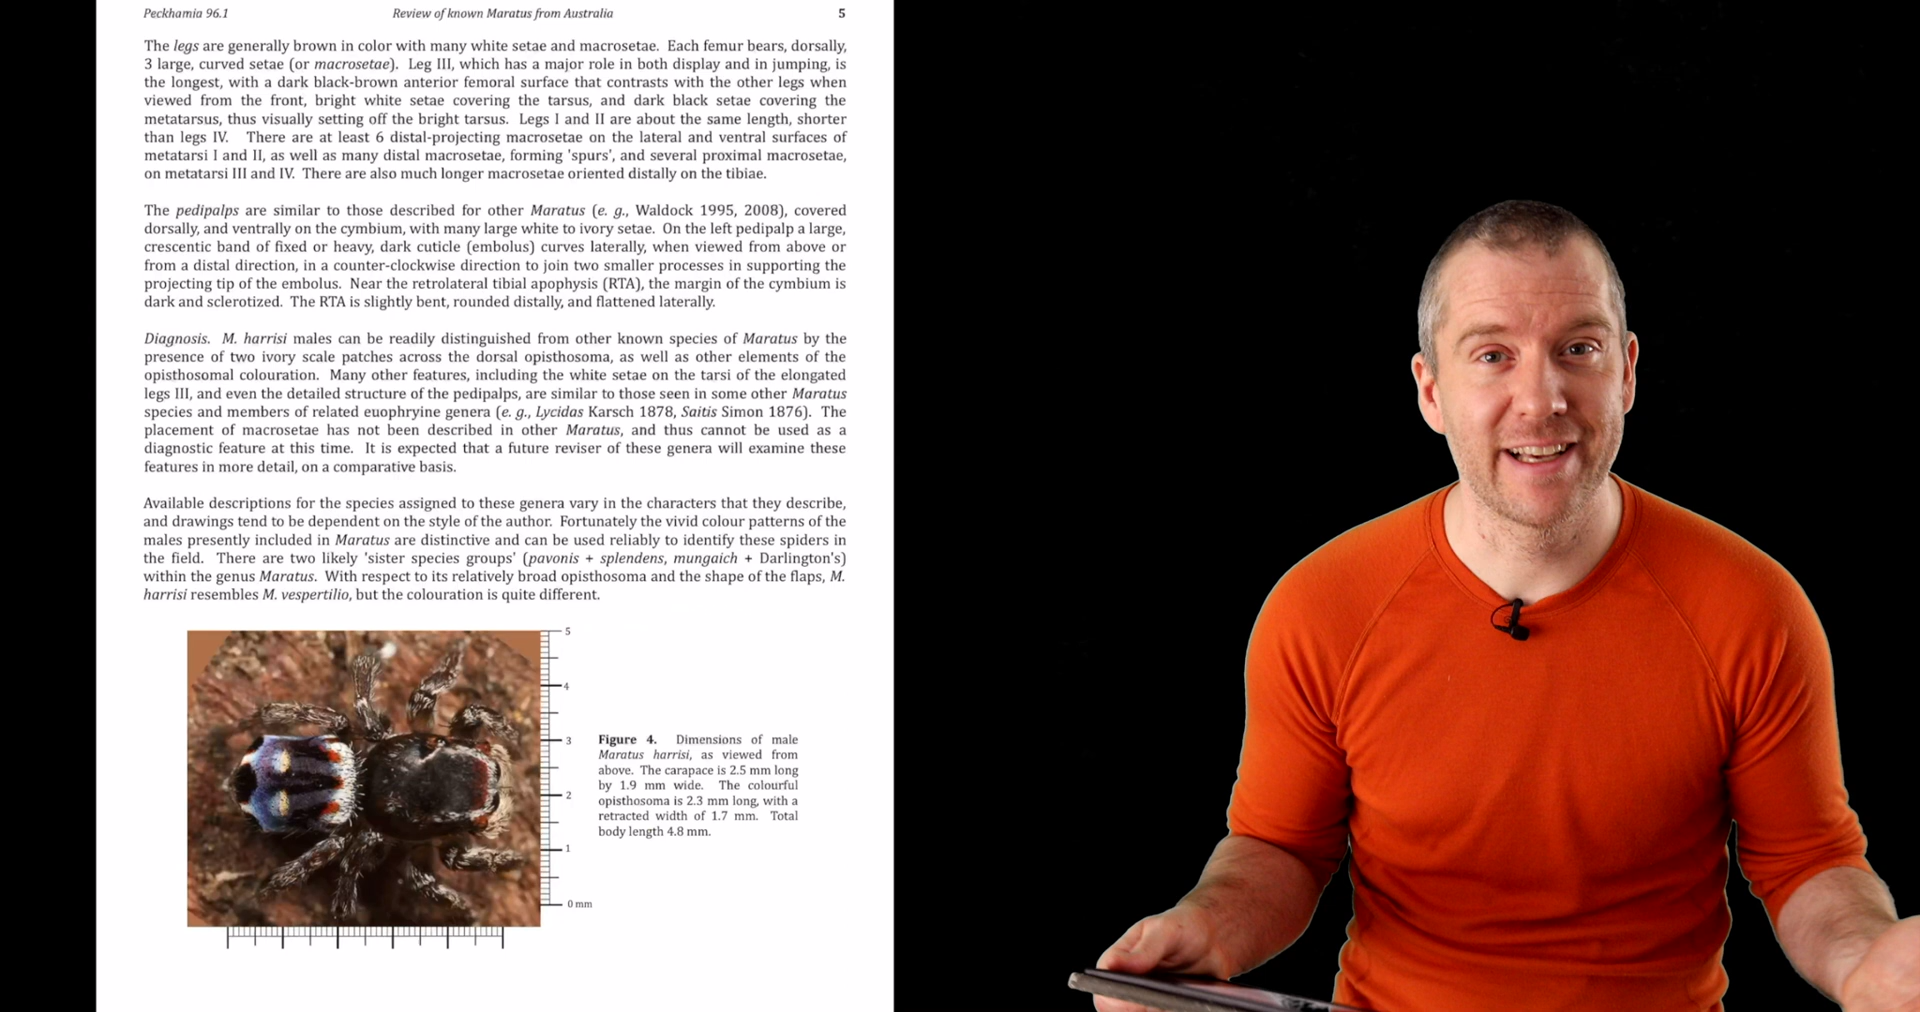 Peckhamia 96.1 Review of known Maratus from Australia 5
The legs are generally brown in color with many white setae and macrosetae. Each femur bears, dorsally,
3 large, curved setae (or macrosetae). Leg III, which has a major role in both display and in jumping, is
the longest, with a dark black-brown anterior femoral surface that contrasts with the other legs when
viewed from the front, bright white setae covering the tarsus, and dark black setae covering the
metatarsus, thus visually setting off the bright tarsus. Legs I and II are about the same length, shorter
than legs IV. There are at least 6 distal-projecting macrosetae on the lateral and ventral surfaces of
metatarsi I and II, as well as many distal macrosetae, forming 'spurs', and several proximal macrosetae,
on metatarsi III and IV. There are also much longer macrosetae oriented distally on the tibiae.
The pedipalps are similar to those described for other Maratus (e. g., Waldock 1995, 2008), covered
dorsally, and ventrally on the cymbium, with many large white to ivory setae. On the left pedipalp a large,
crescentic band of fixed or heavy, dark cuticle (embolus) curves laterally, when viewed from above or
from a distal direction, in a counter-clockwise direction to join two smaller processes in supporting the
projecting tip of the embolus. Near the retrolateral tibial apophysis (RTA), the margin of the cymbium is
dark and sclerotized. The RTA is slightly bent, rounded distally, and flattened laterally.
Diagnosis. M. harrisi males can be readily distinguished from other known species of Maratus by the
presence of two ivory scale patches across the dorsal opisthosoma, as well as other elements of the
opisthosomal colouration. Many other features, including the white setae on the tarsi of the elongated
legs III, and even the detailed structure of the pedipalps, are similar to those seen in some other Maratus
species and members of related euophryine genera (e. g., Lycidas Karsch 1878, Saitis Simon 1876). The
placement of macrosetae has not been described in other Maratus, and thus cannot be used as a
diagnostic feature at this time. It is expected that a future reviser of these genera will examine these
features in more detail, on a comparative basis.
Available descriptions for the species assigned to these genera vary in the characters that they describe,
and drawings tend to be dependent on the style of the author. Fortunately the vivid colour patterns of the
males presently included in Maratus are distinctive and can be used reliably to identify these spiders in
the field. There are two likely 'sister species groups' (pavonis + splendens, mungaich + Darlington's)
within the genus Maratus. With respect to its relatively broad opisthosoma and the shape of the flaps, M.
harrisi resembles M. vespertilio, but the colouration is quite different.
5
4
3
2
1
0 mm
Figure 4. Dimensions of male
Maratus harrisi, as viewed from
above. The carapace is 2.5 mm long
by 1.9 mm wide. The colourful
opisthosoma is 2.3 mm long, with a
retracted width of 1.7 mm. Total
body length 4.8 mm.